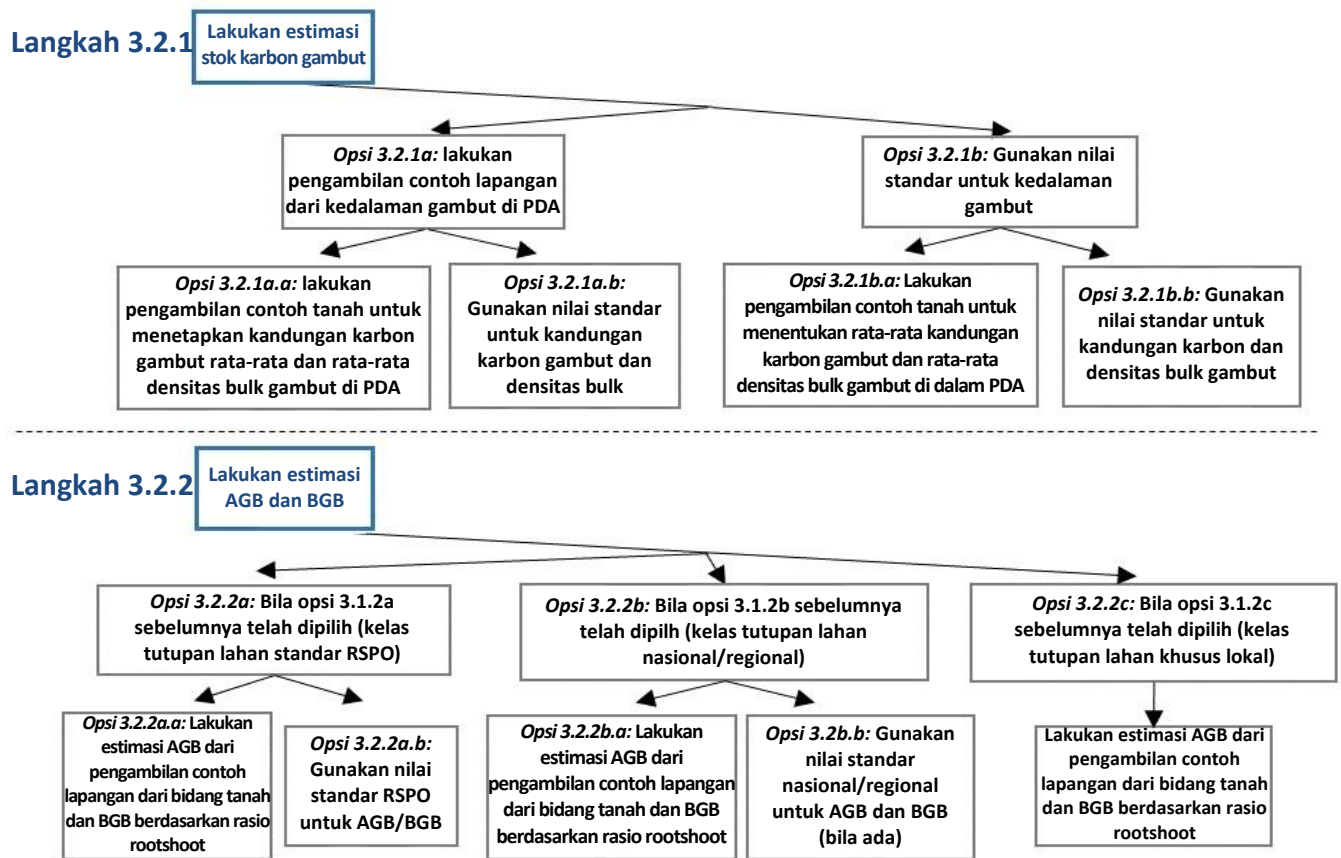 Langkah 3.2.1
Lakukan estimasi
stok karbon gambut
Opsi 3.2.1a: lakukan
pengambilan contoh lapangan
dari kedalaman gambut di PDA
Opsi 3.2.1b: Gunakan nilai
standar untuk kedalaman
gambut
Opsi 3.2.1a.a: lakukan
pengambilan contoh tanah untuk
menetapkan kandungan karbon
gambut rata-rata dan rata-rata
densitas bulk gambut di PDA
Opsi 3.2.1a.b:
Gunakan nilai standar
untuk kandungan
karbon gambut dan
densitas bulk
Opsi 3.2.1b.a: Lakukan
pengambilan contoh tanah untuk
menentukan rata-rata kandungan
karbon gambut dan rata-rata
densitas bulk gambut di dalam PDA
Opsi 3.2.1b.b: Gunakan
nilai standar untuk
kandungan karbon dan
densitas bulk gambut
Langkah 3.2.2
Lakukan estimasi
AGB dan BGB
Opsi 3.2.2a: Bila opsi 3.1.2a
sebelumnya telah dipilih (kelas
tutupan lahan standar RSPO)
Opsi 3.2.2b: Bila opsi 3.1.2b sebelumnya
telah dipilh (kelas tutupan lahan
nasional/regional)
Opsi 3.2.2c: Bila opsi 3.1.2c
sebelumnya telah dipilih (kelas
tutupan lahan khusus lokal)
Opsi 3.2.2a.a: Lakukan
estimasi AGB dari
pengambilan contoh
lapangan dari bidang tanah
dan BGB berdasarkan rasio
rootshoot
Opsi 3.2.2a.b:
Gunakan nilai
standar RSPO
untuk AGB/BGB
Opsi 3.2.2b.a: Lakukan
estimasi AGB dari
pengambilan contoh lapangan
dari bidang tanah dan BGB
berdasarkan rasio rootshoot
Opsi 3.2b.b: Gunakan
nilai standar
nasional/regional
untuk AGB dan BGB
(bila ada)
Lakukan estimasi AGB dari
pengambilan contoh
lapangan dari bidang tanah
dan BGB berdasarkan rasio
rootshoot